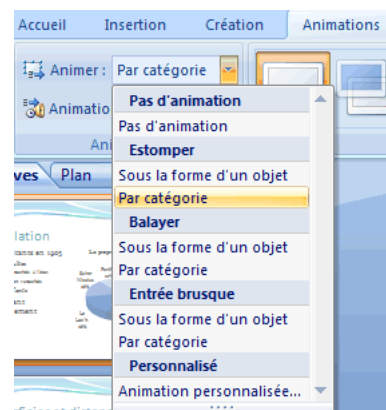 Accueil Insertion Création Animations
Animer : Par catégorie
Pas d'animation
Pas d'animation
Estomper
Sous la forme d'un objet
Par catégorie
Balayer
Sous la forme d'un objet
Par catégorie
Entrée brusque
Sous la forme d'un objet
Par catégorie
Personnalisé
Animation personnalisée...
Animatio
Ani
ves Plan
lation